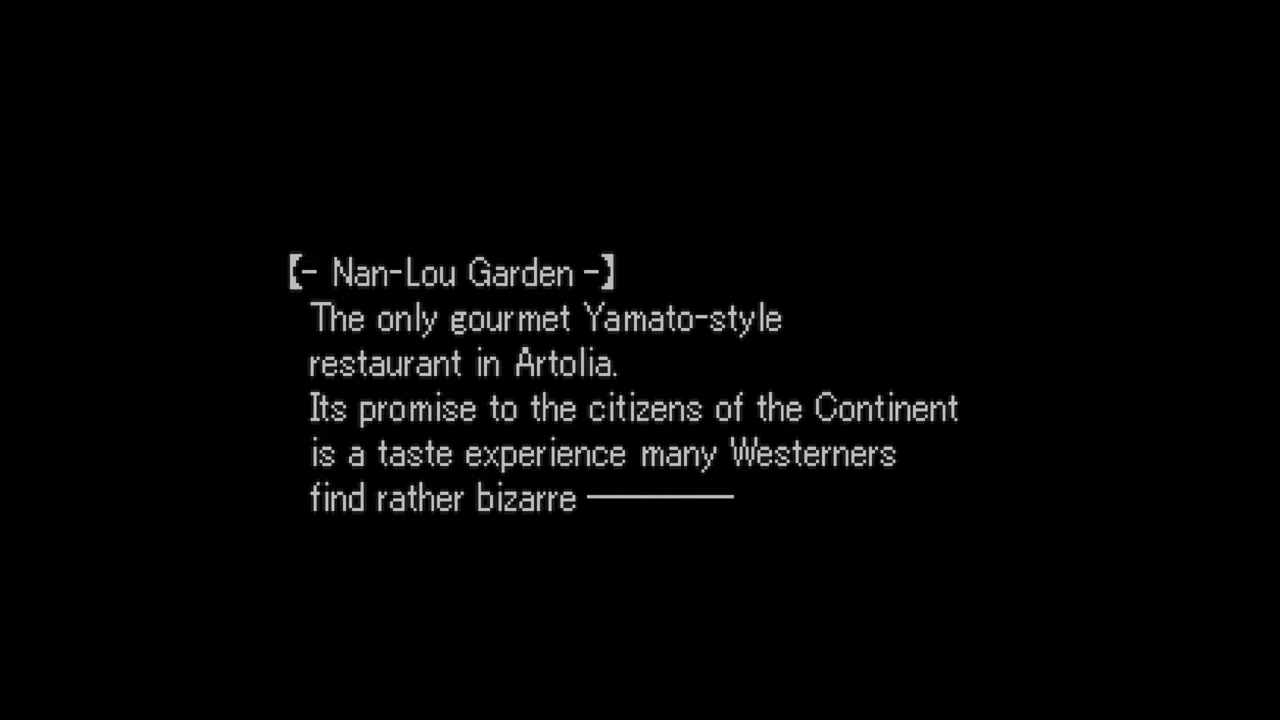 【- Nan-Lou Garden -】
The only gourmet Yamato-style
restaurant in Artolia.
Its promise to the citizens of the Continent
is a taste experience many Westerners
find rather bizarre ―――――